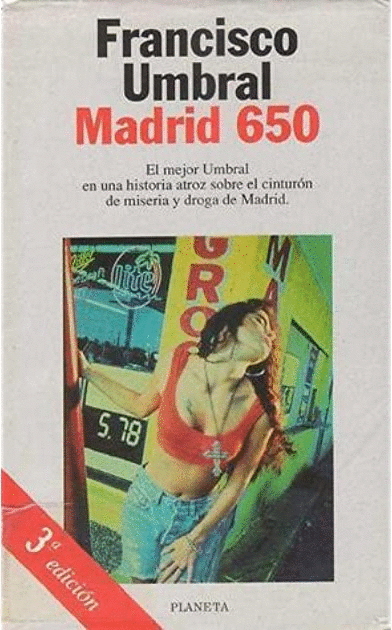 Francisco
Umbral
Madrid 650
El mejor Umbral
en una historia atroz sobre el cinturón
de miseria y droga de Madrid.
Lite
GRO
MA
5.78
3ª
edición
PLANETA